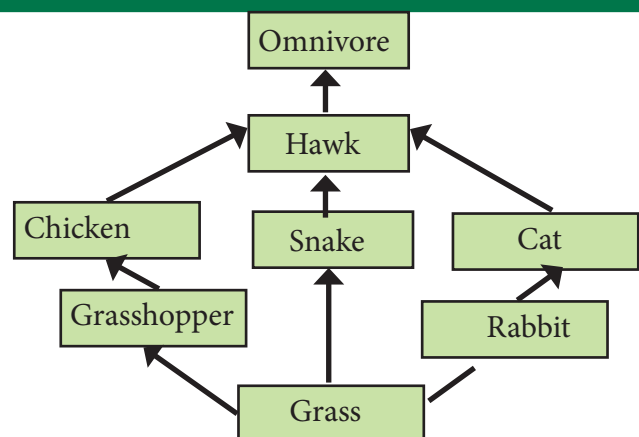 Omnivore
Hawk
Chicken
Snake
Cat
Grasshopper
Rabbit
Grass